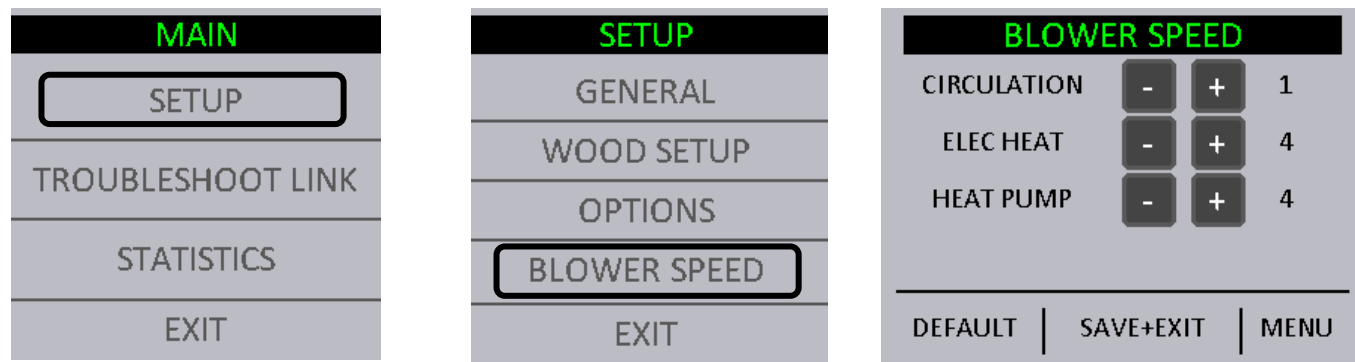 MAIN
SETUP
TROUBLESHOOT LINK
STATISTICS
EXIT
SETUP
GENERAL
WOOD SETUP
OPTIONS
BLOWER SPEED
EXIT
BLOWER SPEED
CIRCULATION - + 1
ELEC HEAT - + 4
HEAT PUMP - + 4
DEFAULT SAVE+EXIT MENU